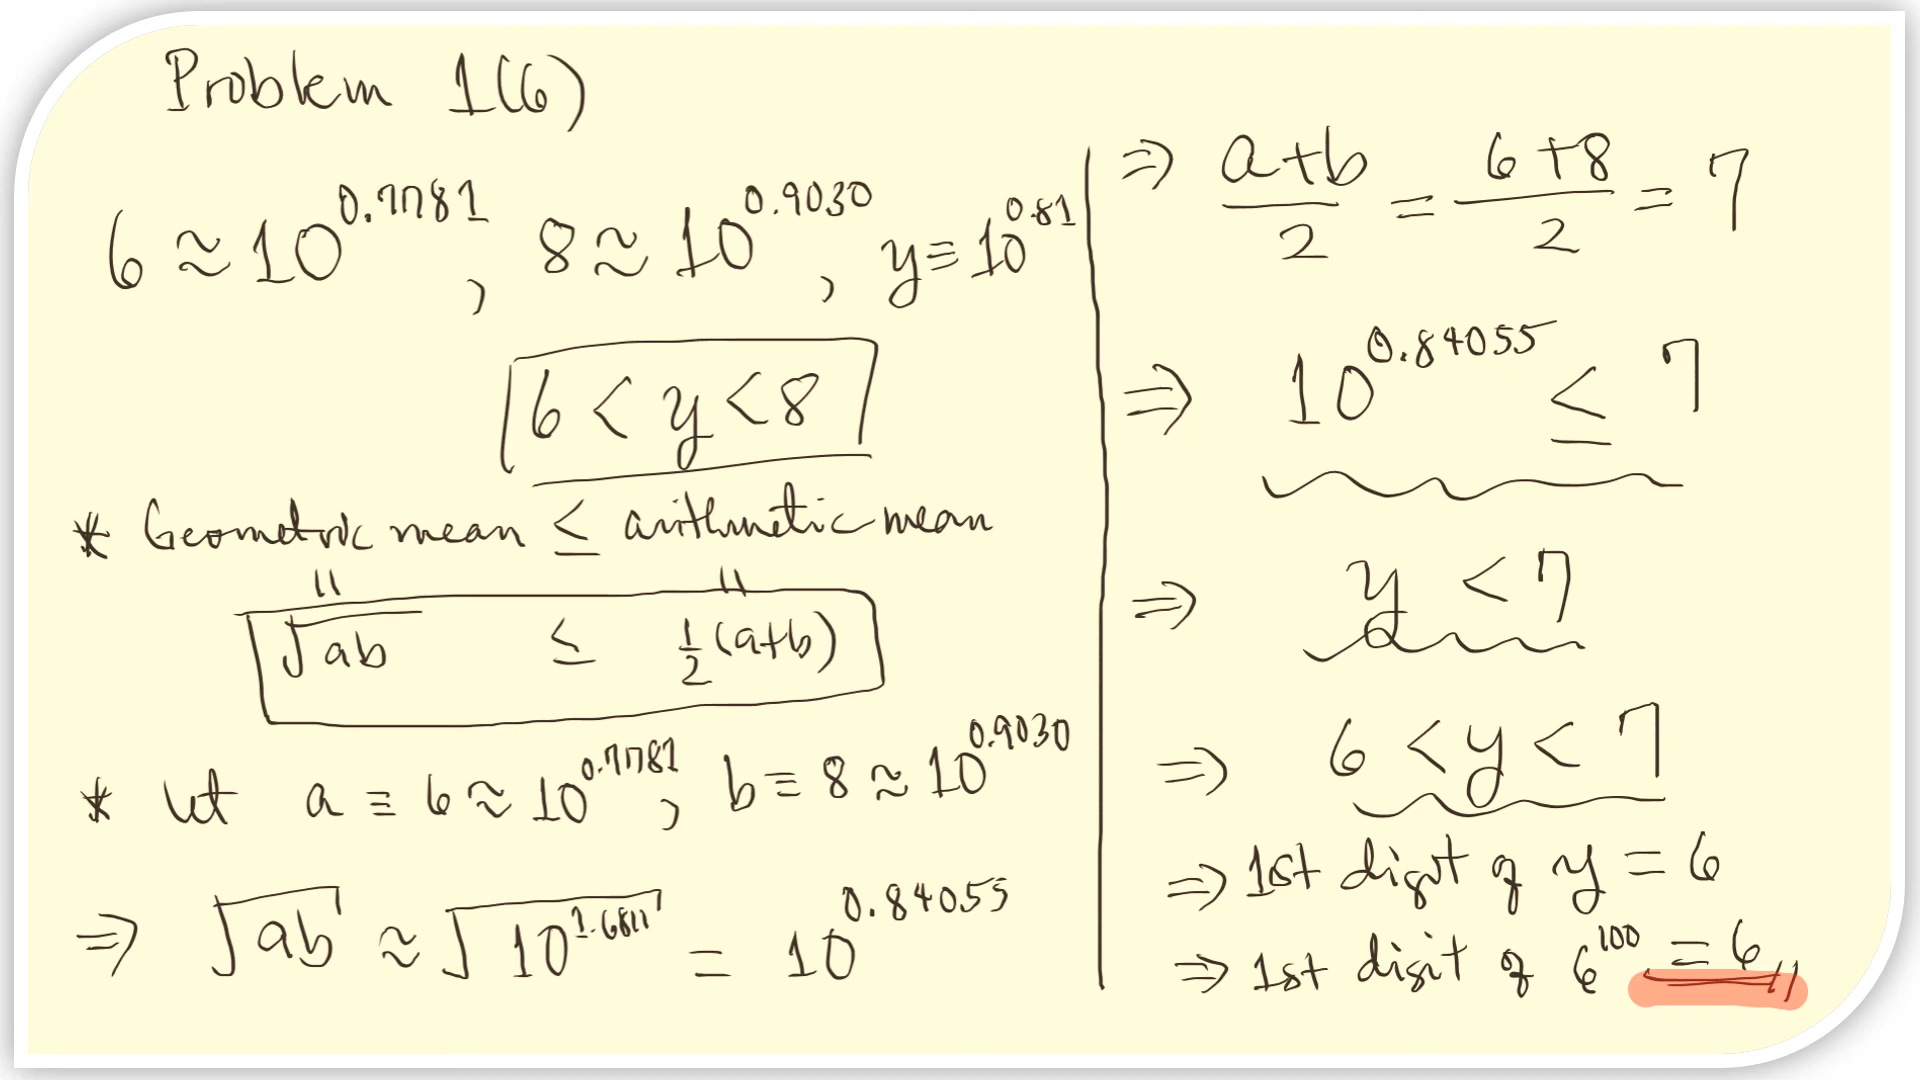 Problem 1(6)
6 ≈ 10^0.7781, 8 ≈ 10^0.9030, y ≡ 10^0.81
6 < y < 8
* Geometric mean ≤ arithmetic mean
√ab ≤ 1/2 (a+b)
* let a ≡ 6 ≈ 10^0.7781, b ≡ 8 ≈ 10^0.9030
⇒ √ab ≈ √10^1.6811 = 10^0.84055
⇒ (a+b)/2 = (6+8)/2 = 7
⇒ 10^0.84055 ≤ 7
⇒ y < 7
⇒ 6 < y < 7
⇒ 1st digit of y = 6
⇒ 1st digit of 6^100 = 6